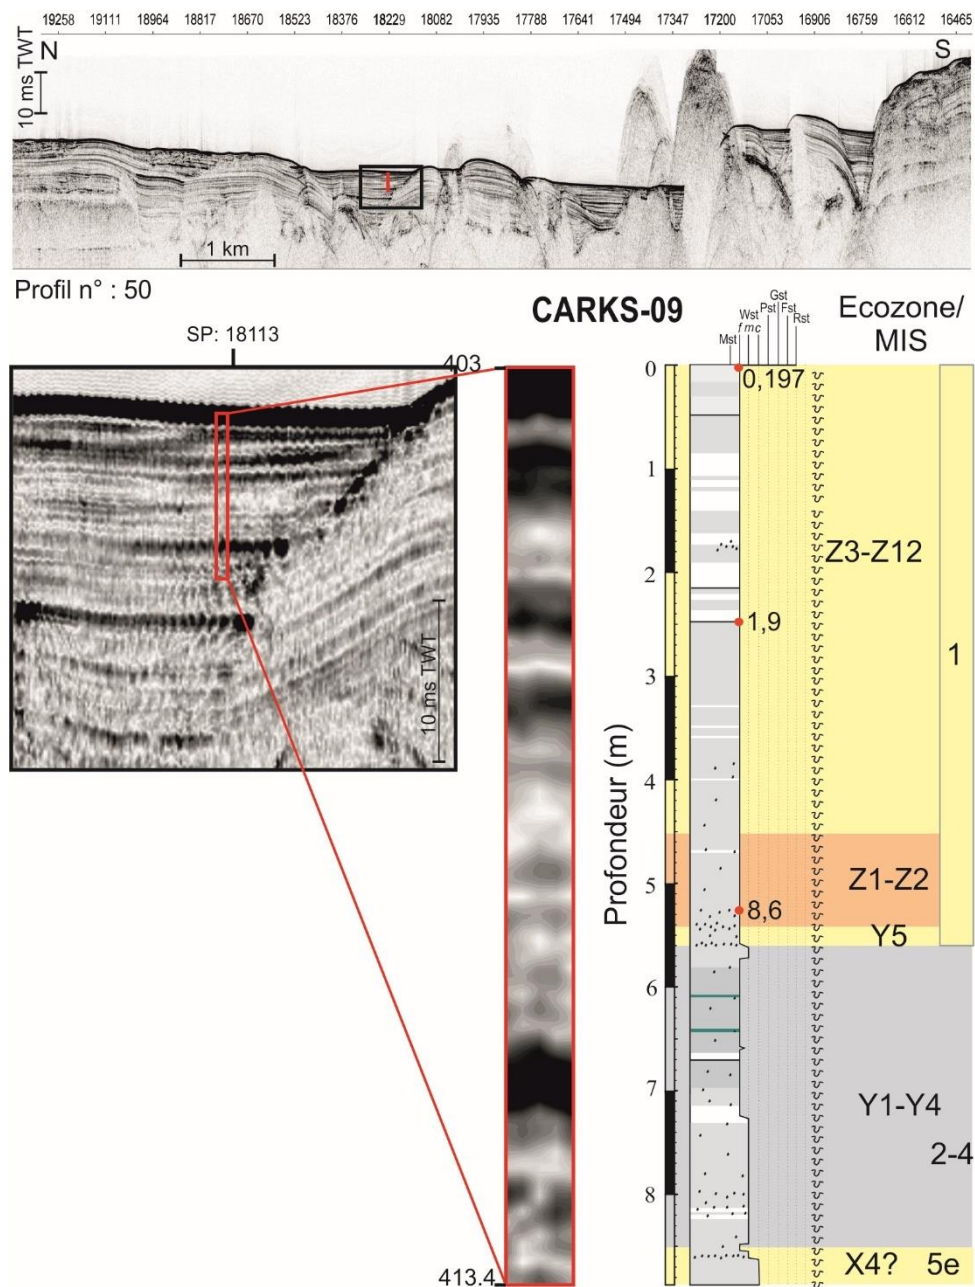 19258 19111 18964 18817 18670 18523 18376 18229 18082 17935 17788 17641 17494 17347 17200 17053 16906 16759 16612 16465
N
S
10 ms TWT
1 km
Profil n° : 50
SP: 18113
10 ms TWT
403
413.4
CARKS-09
Mst
f m c
Wst
Pst
Gst
Fst
Rst
Ecozone/
MIS
Profondeur (m)
0
1
2
3
4
5
6
7
8
0,197
1,9
8,6
Z3-Z12
1
Z1-Z2
Y5
Y1-Y4
2-4
X4? 5e